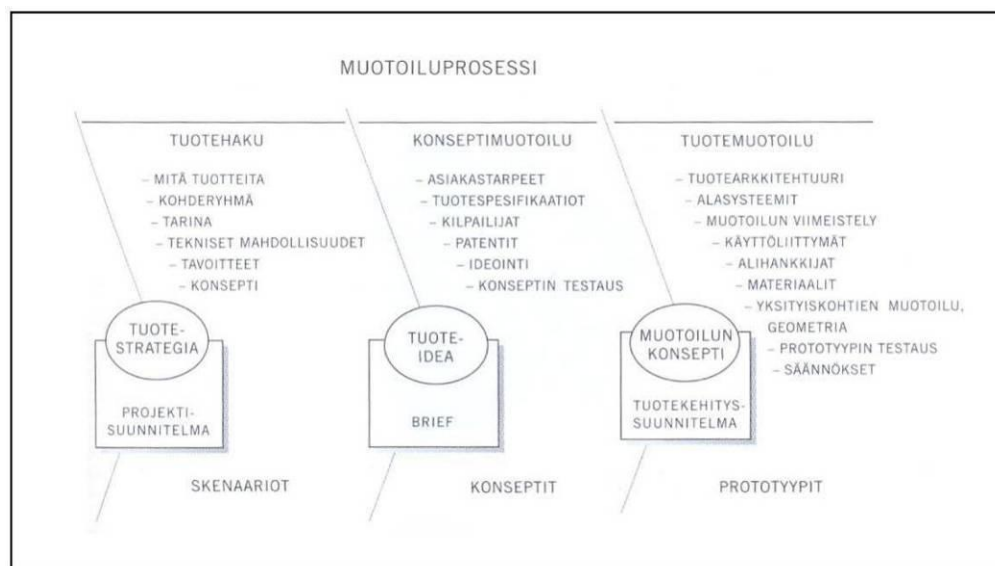 MUOTOILUPROSESSI
TUOTEHAKU
– MITÄ TUOTTEITA
– KOHDERYHMÄ
– TARINA
– TEKNISET MAHDOLLISUUDET
– TAVOITTEET
– KONSEPTI
TUOTE-
STRATEGIA
PROJEKTI-
SUUNNITELMA
SKENAARIOT
KONSEPTIMUOTOILU
– ASIAKASTARPEET
– TUOTESPESIFIKAATIOT
– KILPAILIJAT
– PATENTIT
– IDEOINTI
– KONSEPTIN TESTAUS
TUOTE-
IDEA
BRIEF
KONSEPTIT
TUOTEMUOTOILU
– TUOTEARKKITEHTUURI
– ALASYSTEEMIT
– MUOTOILUN VIIMEISTELY
– KÄYTTÖLIITTYMÄT
– ALIHANKKIJAT
– MATERIAALIT
– YKSITYISKOHTIEN MUOTOILU,
GEOMETRIA
– PROTOTYYPIN TESTAUS
– SÄÄNNÖKSET
MUOTOILUN
KONSEPTI
TUOTEKEHITYS-
SUUNNITELMA
PROTOTYYPIT